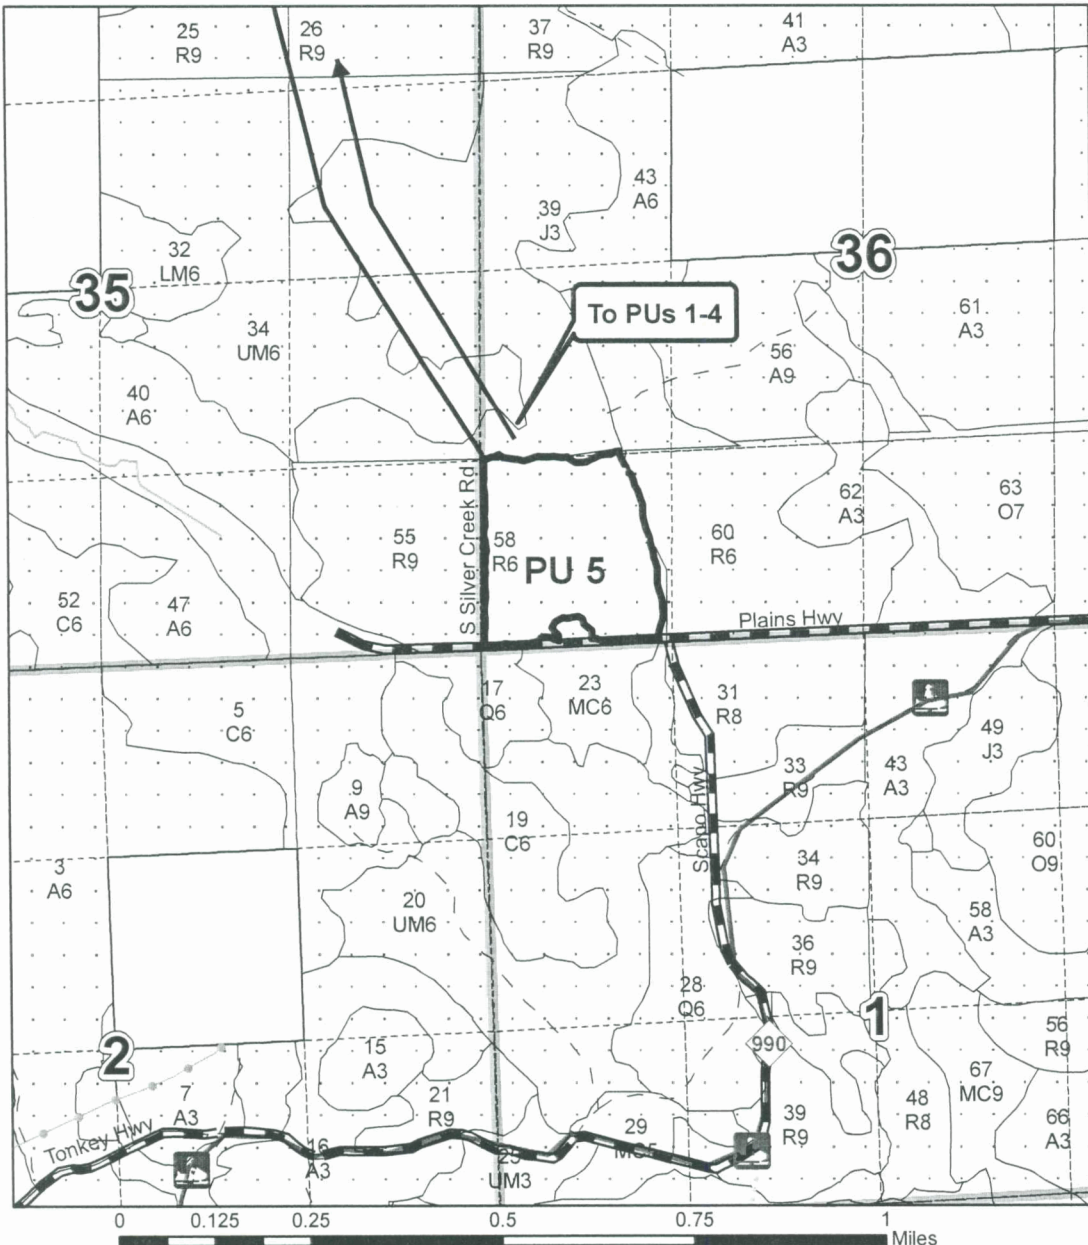 25
R9
26
R9
37
R9
41
A3
43
A6
39
J3
32
LM6
35
36
To PUs 1-4
34
UM6
61
A3
56
A9
40
A6
S Silver Creek Rd
55
R9
58
R6
PU 5
60
R6
62
A3
63
O7
52
C6
47
A6
Plains Hwy
5
C6
17
Q6
23
MC6
31
R8
49
J3
9
A9
33
R9
43
A3
19
C6
Scapo Hwy
3
A6
34
R9
60
O9
20
UM6
58
A3
36
R9
28
Q6
1
990
2
15
A3
56
R9
67
MC9
7
A3
21
R9
48
R8
39
R9
66
A3
Tonkey Hwy
16
A3
29
MC5
25
UM3
0 0.125 0.25 0.5 0.75 1
Miles